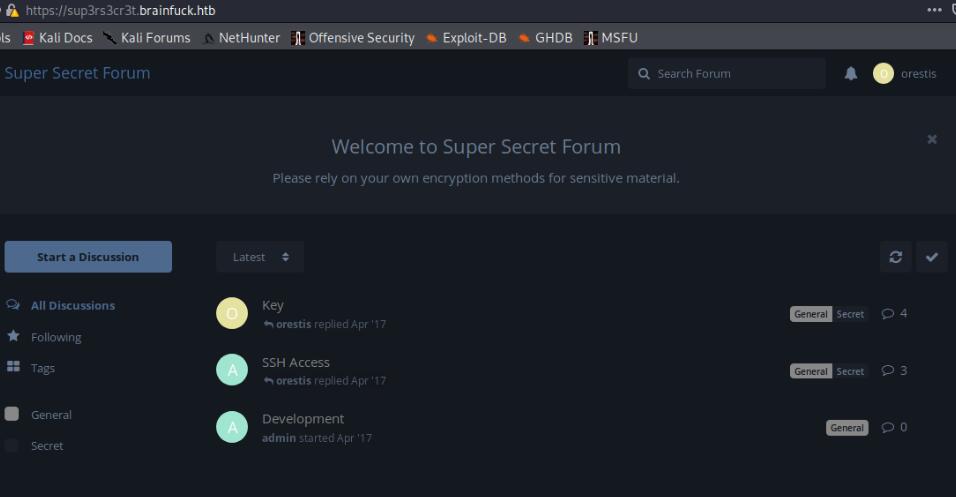 https://sup3rs3cr3t.brainfuck.htb
ls Kali Docs Kali Forums NetHunter Offensive Security Exploit-DB GHDB MSFU
Super Secret Forum Search Forum O orestis
Welcome to Super Secret Forum
Please rely on your own encryption methods for sensitive material.
Start a Discussion Latest
All Discussions
Following
Tags
General
Secret
O Key
orestis replied Apr '17 General Secret 4
A SSH Access
orestis replied Apr '17 General Secret 3
A Development
admin started Apr '17 General 0